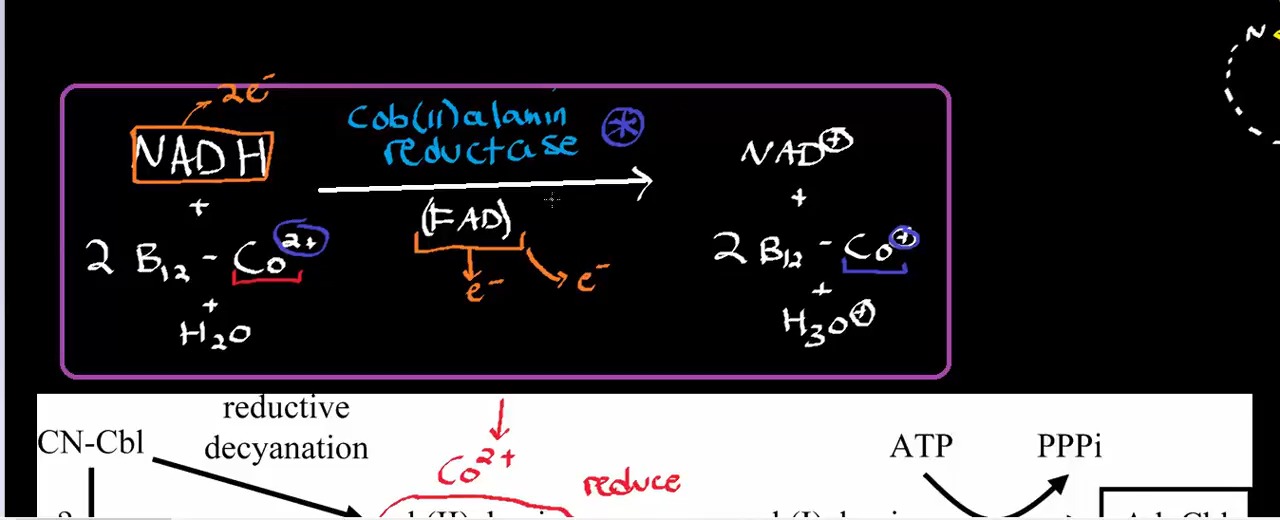 2e⁻
NADH
+
2 B₁₂ - Co²⁺
+
H₂O
Cob(II)alamin
reductase *
(FAD)
e⁻ e⁻
NAD⁺
+
2 B₁₂ - Co⁺
+
H₃O⁺
N
reductive
decyanation
CN-Cbl
Co²⁺
reduce
ATP PPPi